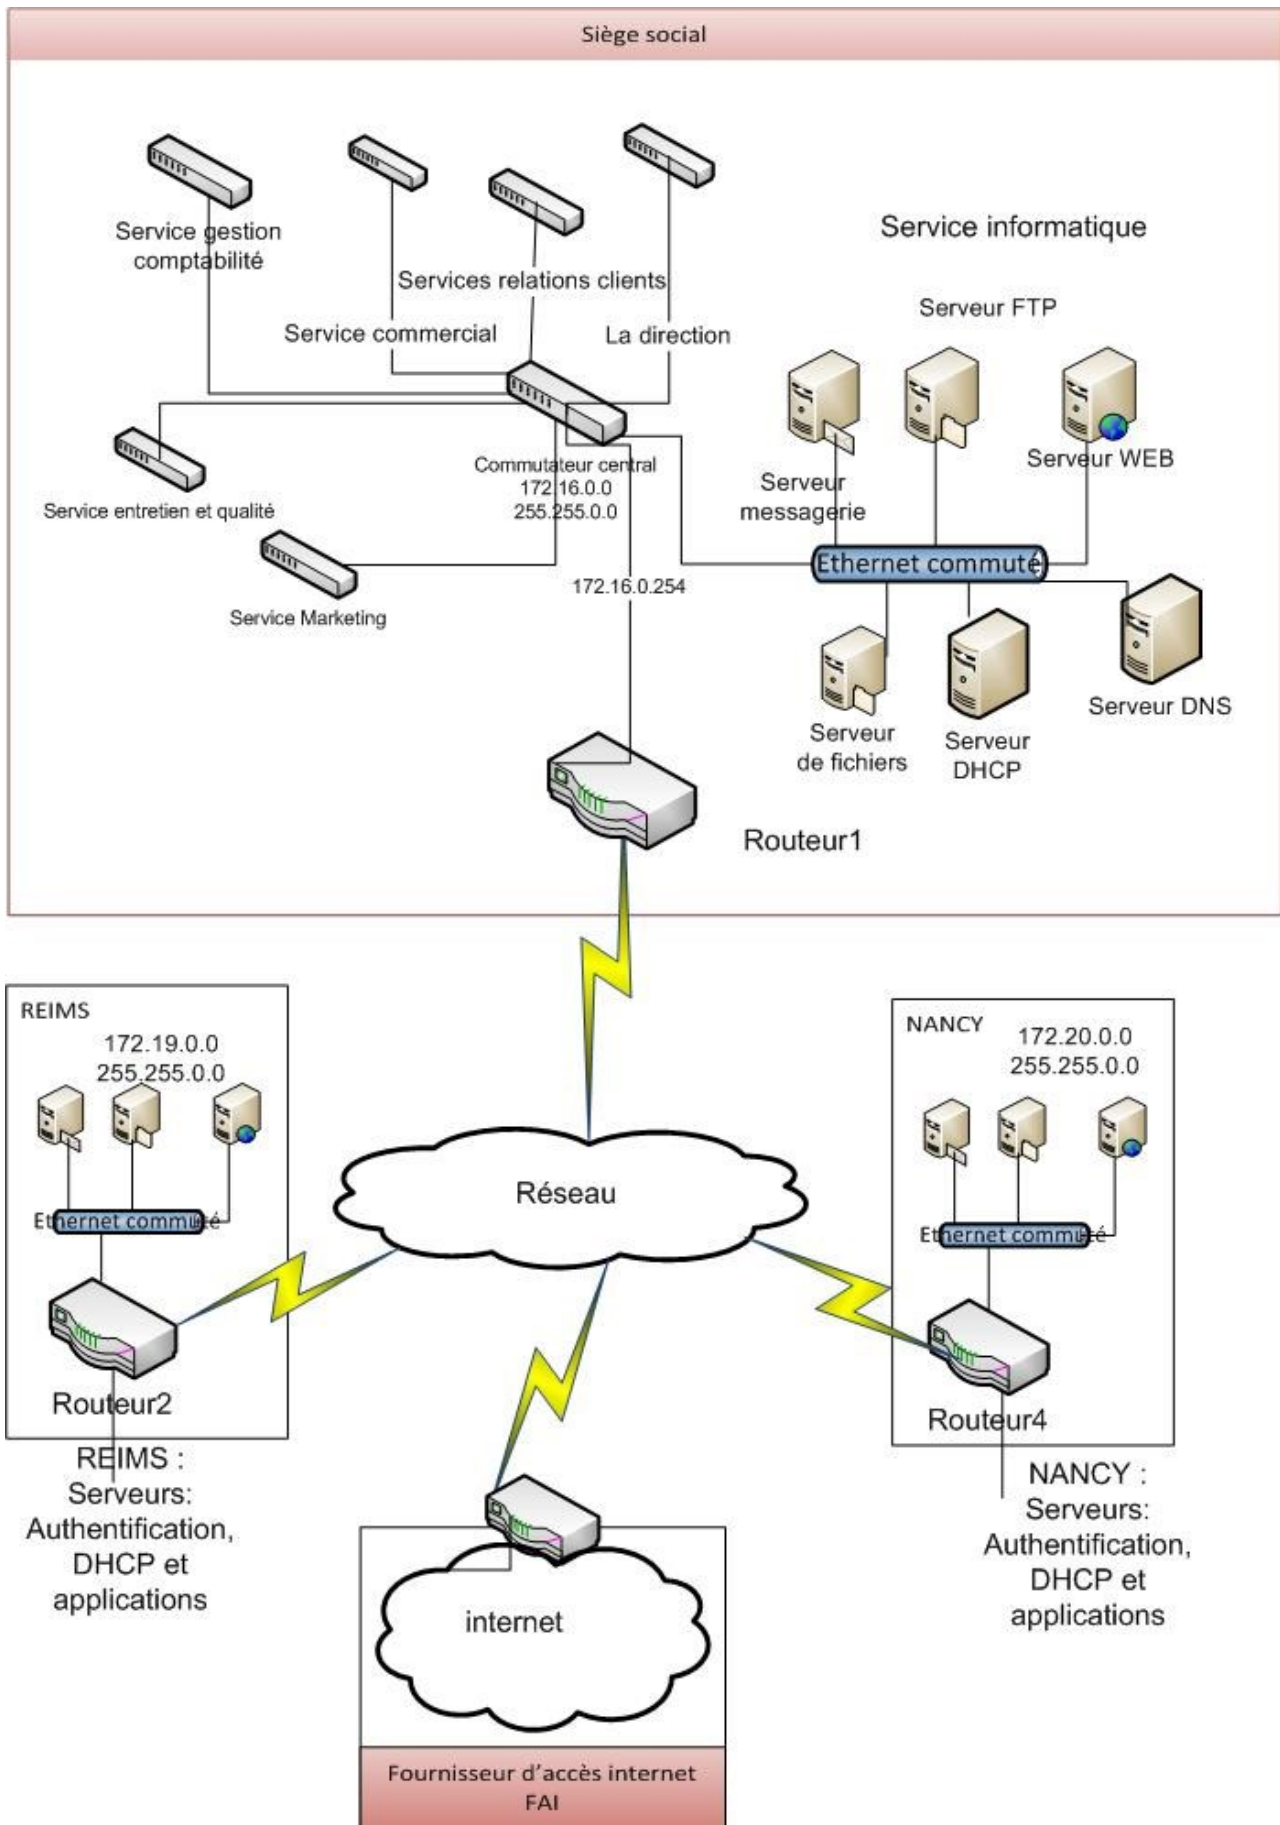 Siège social
Service gestion
comptabilité
Services relations clients
Service commercial
La direction
Service informatique
Serveur FTP
Serveur WEB
Serveur
messagerie
Commutateur central
172.16.0.0
255.255.0.0
Service entretien et qualité
Ethernet commuté
172.16.0.254
Service Marketing
Serveur
de fichiers
Serveur
DHCP
Serveur DNS
Routeur1
REIMS
172.19.0.0
255.255.0.0
Ethernet commuté
Routeur2
REIMS :
Serveurs:
Authentification,
DHCP et
applications
Réseau
NANCY
172.20.0.0
255.255.0.0
Ethernet commuté
Routeur4
NANCY :
Serveurs:
Authentification,
DHCP et
applications
internet
Fournisseur d'accès internet
FAI